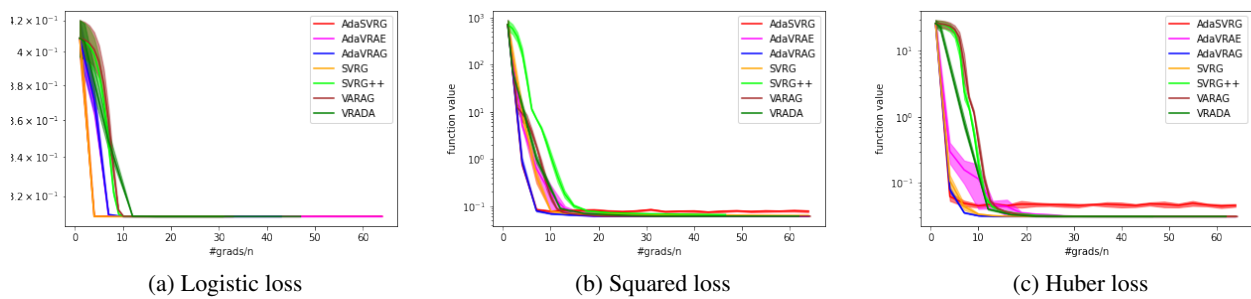 4.12 × 10⁻¹
4 × 10⁻¹
3.8 × 10⁻¹
3.6 × 10⁻¹
3.4 × 10⁻¹
3.2 × 10⁻¹
0 10 20 30 40 50 60
#grads/n
AdaSVRG
AdaVRAE
AdaVRAG
SVRG
SVRG++
VARAG
VRADA
(a) Logistic loss
function value
10³
10²
10¹
10⁰
10⁻¹
0 10 20 30 40 50 60
#grads/n
AdaSVRG
AdaVRAE
AdaVRAG
SVRG
SVRG++
VARAG
VRADA
(b) Squared loss
function value
10¹
10⁰
10⁻¹
0 10 20 30 40 50 60
#grads/n
AdaSVRG
AdaVRAE
AdaVRAG
SVRG
SVRG++
VARAG
VRADA
(c) Huber loss